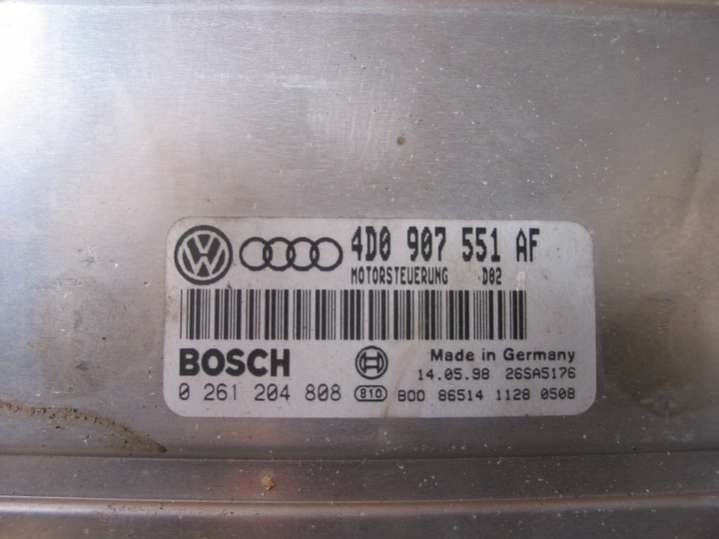 4D0 907 551 AF
MOTORSTEUERUNG D02
BOSCH
Made in Germany
14.05.98 26SA5176
0 261 204 808 810 800 86514 1128 0508